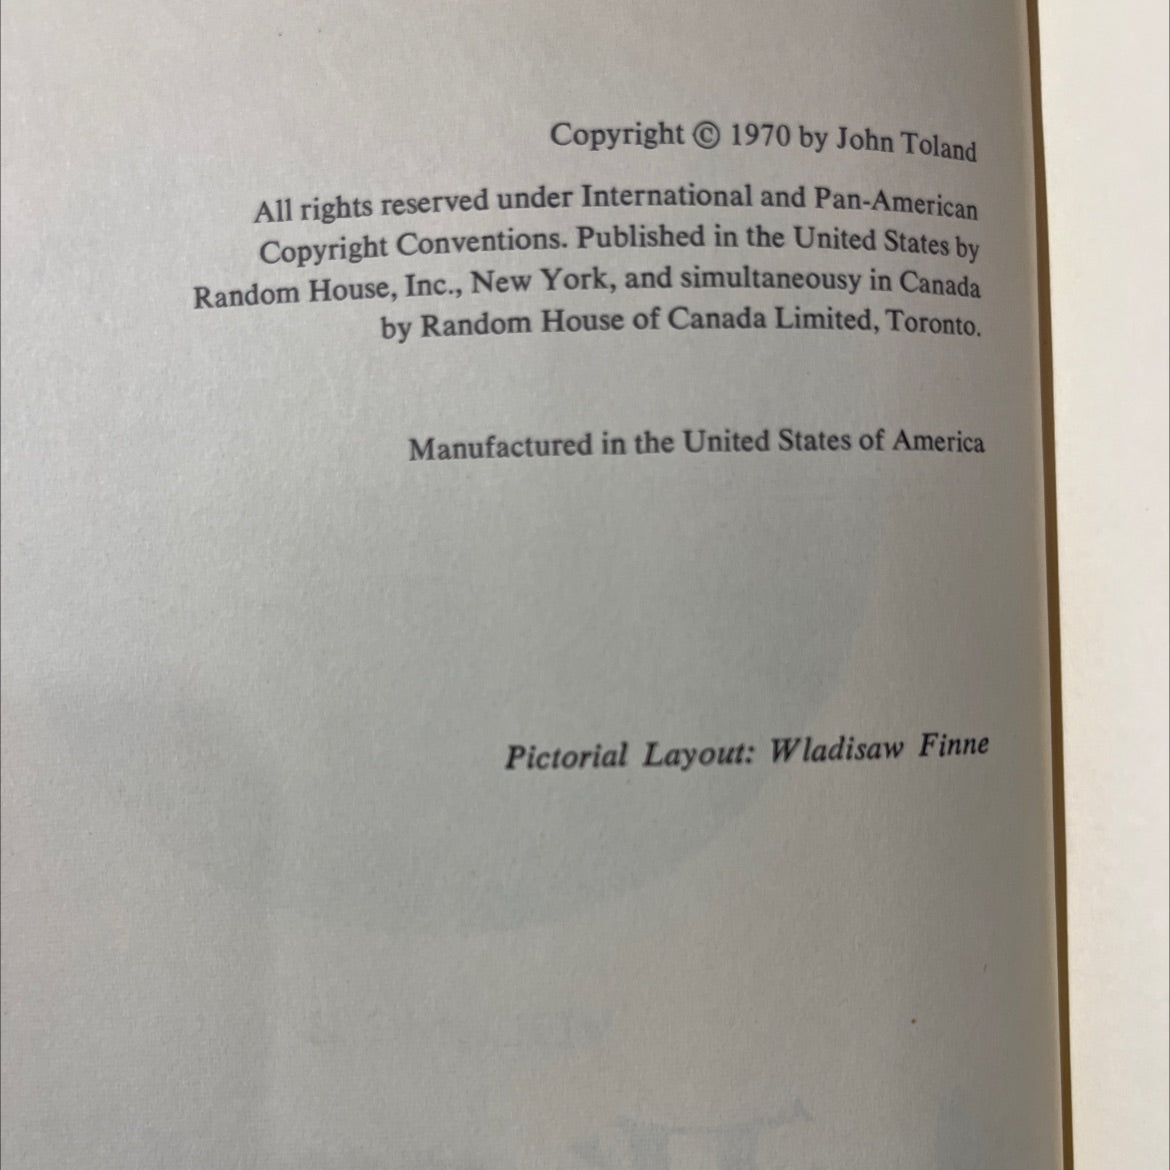 Copyright © 1970 by John Toland
All rights reserved under International and Pan-American
Copyright Conventions. Published in the United States by
Random House, Inc., New York, and simultaneousy in Canada
by Random House of Canada Limited, Toronto.
Manufactured in the United States of America
Pictorial Layout: Wladisaw Finne